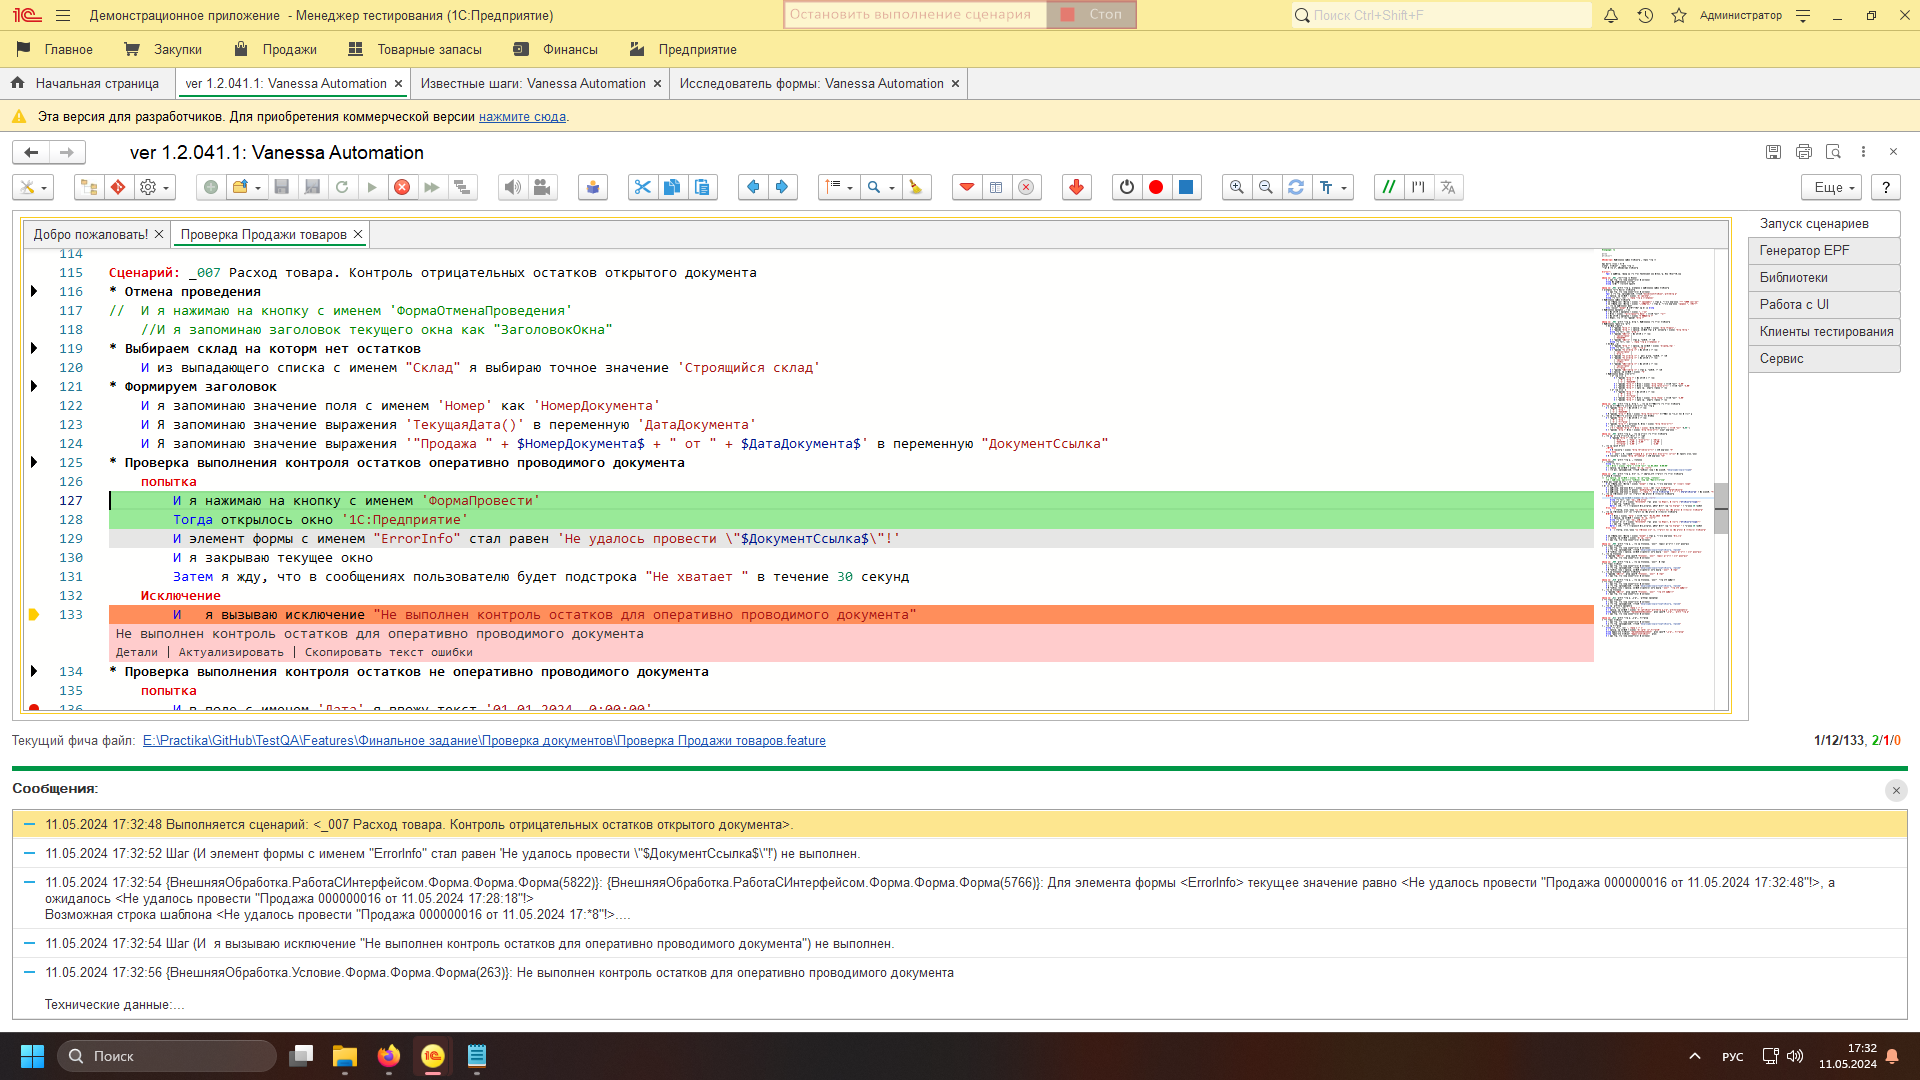 Демонстрационное приложение - Менеджер тестирования (1С:Предприятие)
Остановить выполнение сценария
Стоп
Поиск Ctrl+Shift+F
Администратор
Главное
Закупки
Продажи
Товарные запасы
Финансы
Предприятие
Начальная страница
ver 1.2.041.1: Vanessa Automation ×
Известные шаги: Vanessa Automation ×
Исследователь формы: Vanessa Automation ×
Эта версия для разработчиков. Для приобретения коммерческой версии нажмите сюда.
ver 1.2.041.1: Vanessa Automation
Еще
?
Добро пожаловать! ×
Проверка Продажи товаров ×
Запуск сценариев
Генератор EPF
Библиотеки
Работа с UI
Клиенты тестирования
Сервис
114
115 Сценарий: _007 Расход товара. Контроль отрицательных остатков открытого документа
116 * Отмена проведения
117 // И я нажимаю на кнопку с именем 'ФормаОтменаПроведения'
118 //И я запоминаю заголовок текущего окна как "ЗаголовокОкна"
119 * Выбираем склад на котором нет остатков
120 И из выпадающего списка с именем "Склад" я выбираю точное значение 'Строящийся склад'
121 * Формируем заголовок
122 И я запоминаю значение поля с именем 'Номер' как 'НомерДокумента'
123 И Я запоминаю значение выражения 'ТекущаяДата()' в переменную 'ДатаДокумента'
124 И Я запоминаю значение выражения '"Продажа " + $НомерДокумента$ + " от " + $ДатаДокумента$' в переменную "ДокументСсылка"
125 * Проверка выполнения контроля остатков оперативно проводимого документа
126 попытка
127 И я нажимаю на кнопку с именем 'ФормаПровести'
128 Тогда открылось окно '1С:Предприятие'
129 И элемент формы с именем "ErrorInfo" стал равен 'Не удалось провести \"$ДокументСсылка$\"!'
130 И я закрываю текущее окно
131 Затем я жду, что в сообщениях пользователю будет подстрока "Не хватает " в течение 30 секунд
132 Исключение
133 И я вызываю исключение "Не выполнен контроль остатков для оперативно проводимого документа"
Не выполнен контроль остатков для оперативно проводимого документа
Детали | Актуализировать | Скопировать текст ошибки
134 * Проверка выполнения контроля остатков не оперативно проводимого документа
135 попытка
136 И в поле с именем 'Дата' я ввожу текст '01.01.2024 0:00:00'
Текущий фича файл: E:\Practika\GitHub\TestQA\Features\Финальное задание\Проверка документов\Проверка Продажи товаров.feature
1/12/133, 2/1/0
Сообщения:
11.05.2024 17:32:48 Выполняется сценарий: <_007 Расход товара. Контроль отрицательных остатков открытого документа>.
11.05.2024 17:32:52 Шаг (И элемент формы с именем "ErrorInfo" стал равен 'Не удалось провести \"$ДокументСсылка$\"!') не выполнен.
11.05.2024 17:32:54 {ВнешняяОбработка.РаботаСИнтерфейсом.Форма.Форма.Форма(5822)}: {ВнешняяОбработка.РаботаСИнтерфейсом.Форма.Форма.Форма(5766)}: Для элемента формы <ErrorInfo> текущее значение равно <Не удалось провести "Продажа 000000016 от 11.05.2024 17:32:48"!>, а
ожидалось <Не удалось провести "Продажа 000000016 от 11.05.2024 17:28:18"!>
Возможная строка шаблона <Не удалось провести "Продажа 000000016 от 11.05.2024 17:*8"!>....
11.05.2024 17:32:54 Шаг (И я вызываю исключение "Не выполнен контроль остатков для оперативно проводимого документа") не выполнен.
11.05.2024 17:32:56 {ВнешняяОбработка.Условие.Форма.Форма.Форма(263)}: Не выполнен контроль остатков для оперативно проводимого документа
Технические данные:...
Поиск
РУС
17:32
11.05.2024